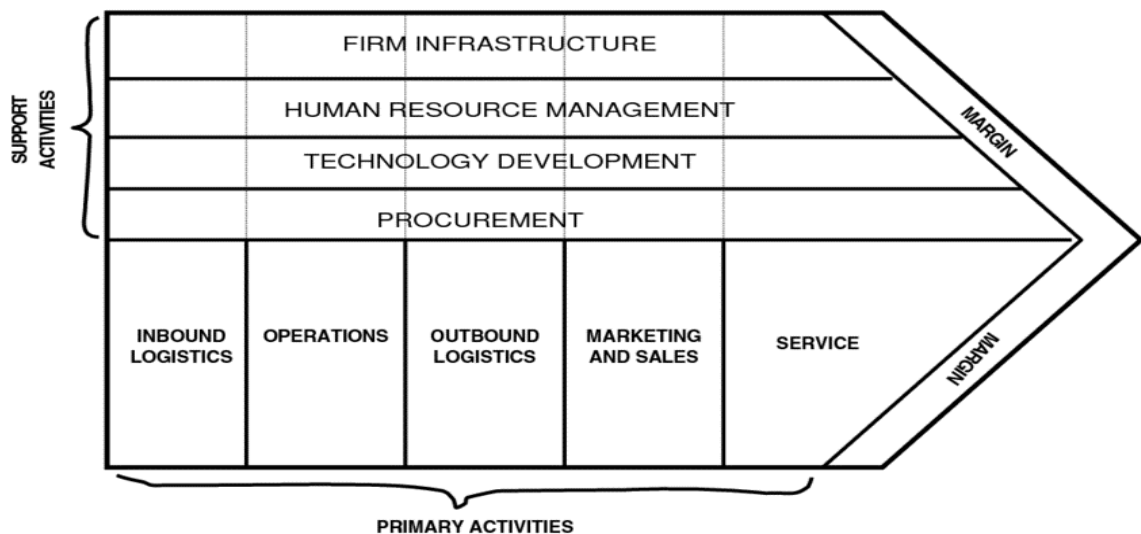 SUPPORT
ACTIVITIES
FIRM INFRASTRUCTURE
HUMAN RESOURCE MANAGEMENT
TECHNOLOGY DEVELOPMENT
PROCUREMENT
MARGIN
INBOUND
LOGISTICS
OPERATIONS
OUTBOUND
LOGISTICS
MARKETING
AND SALES
SERVICE
MARGIN
PRIMARY ACTIVITIES